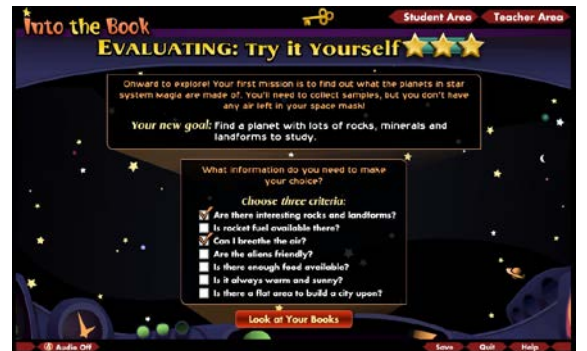 Into the Book
Student Area Teacher Area
EVALUATING: Try it Yourself
Onward to explore! Your first mission is to find out what the planets in star
system Magla are made of. You'll need to collect samples, but you don't have
any air left in your space mask!
Your new goal: Find a planet with lots of rocks, minerals and
landforms to study.
What information do you need to make
your choice?
Choose three criteria:
Are there interesting rocks and landforms?
Is rocket fuel available there?
Can I breathe the air?
Are the aliens friendly?
Is there enough food available?
Is it always warm and sunny?
Is there a flat area to build a city upon?
Look at Your Books
Audio Off Save Quit Help